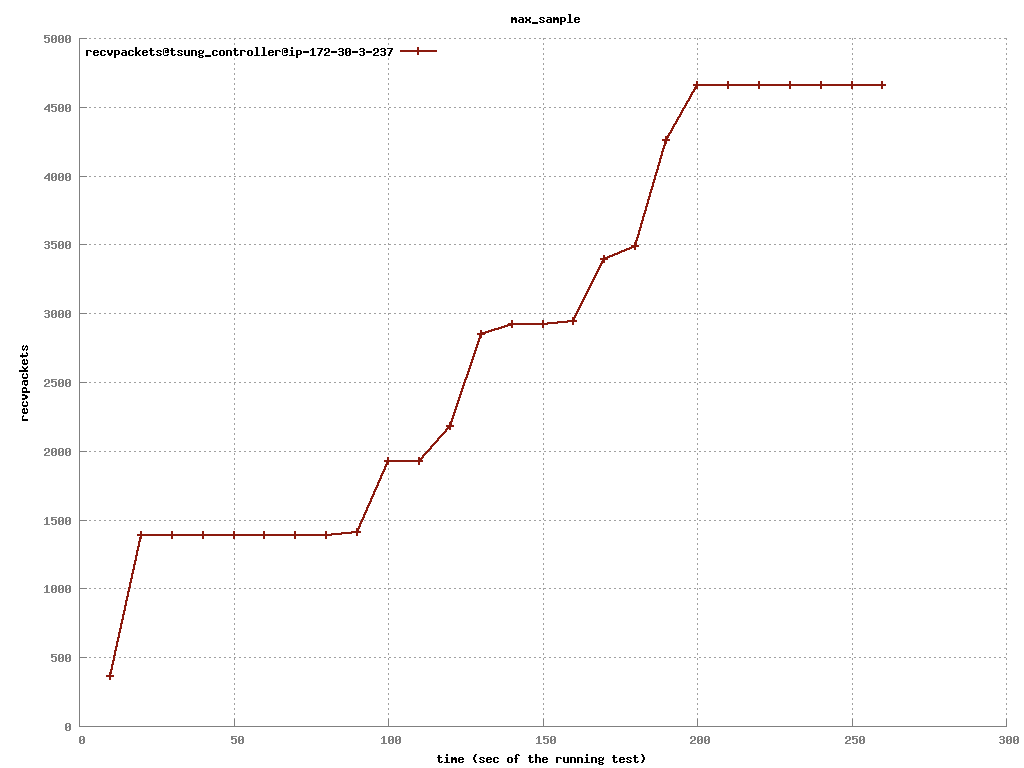 max_sample
recvpackets@tsung_controller@ip-172-30-3-237
5000
4500
4000
3500
3000
2500
2000
1500
1000
500
0
recvpackets
0 50 100 150 200 250 300
time (sec of the running test)